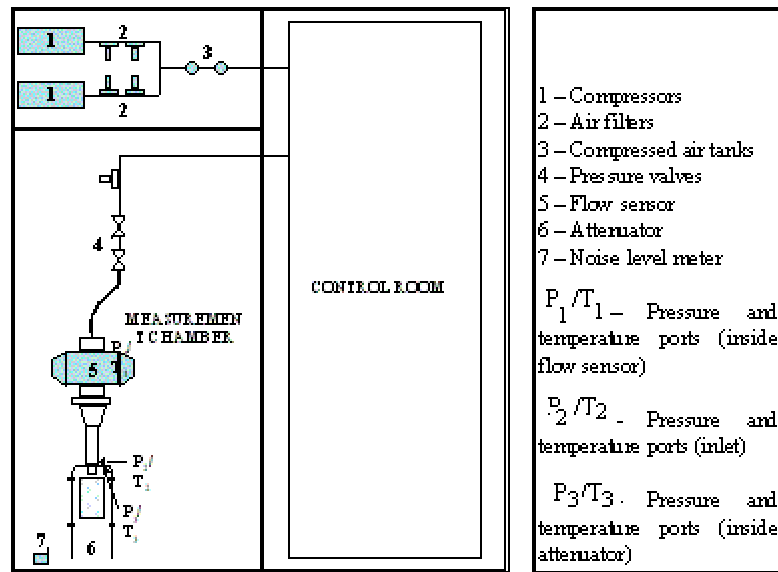 2
1
3
1
2
4
CONTROL ROOM
MEASUREMEN
T CHAMBER
P /
5 T
P /
T
P /
T
7
6
1 – Compressors
2 – Air filters
3 – Compressed air tanks
4 – Pressure valves
5 – Flow sensor
6 – Attenuator
7 – Noise level meter
P1/T1 – Pressure and
temperature ports (inside
flow sensor)
P2/T2 - Pressure and
temperature ports (inlet)
P3/T3 - Pressure and
temperature ports (inside
attenuator)